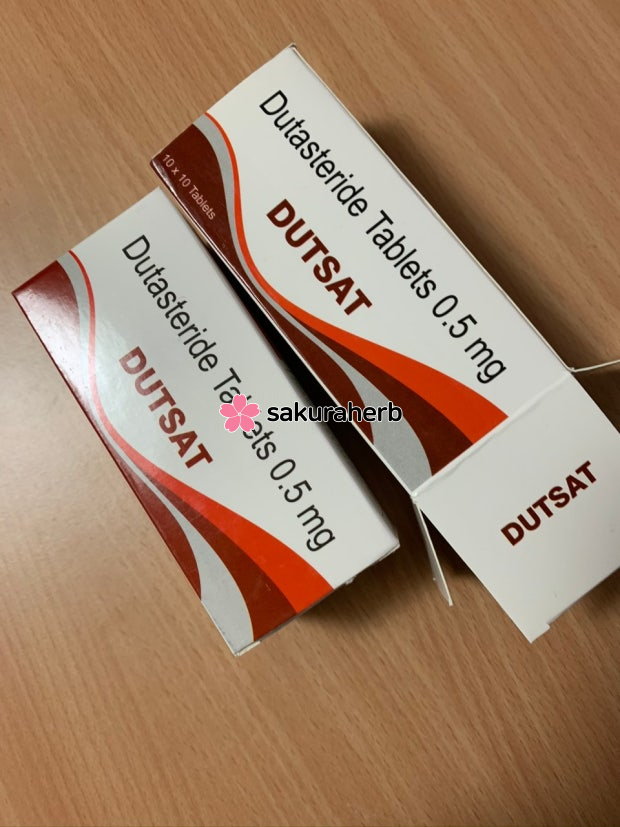 10 x 10 Tablets
Dutasteride Tablets 0.5 mg
DUTSAT
DUTSAT
Dutasteride Tablets 0.5 mg
DUTSAT
sakuraherb